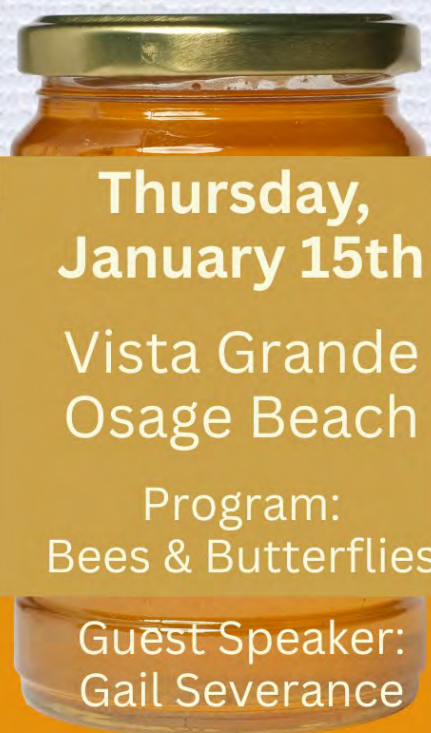 Thursday,
January 15th
Vista Grande
Osage Beach
Program:
Bees & Butterflies
Guest Speaker:
Gail Severance